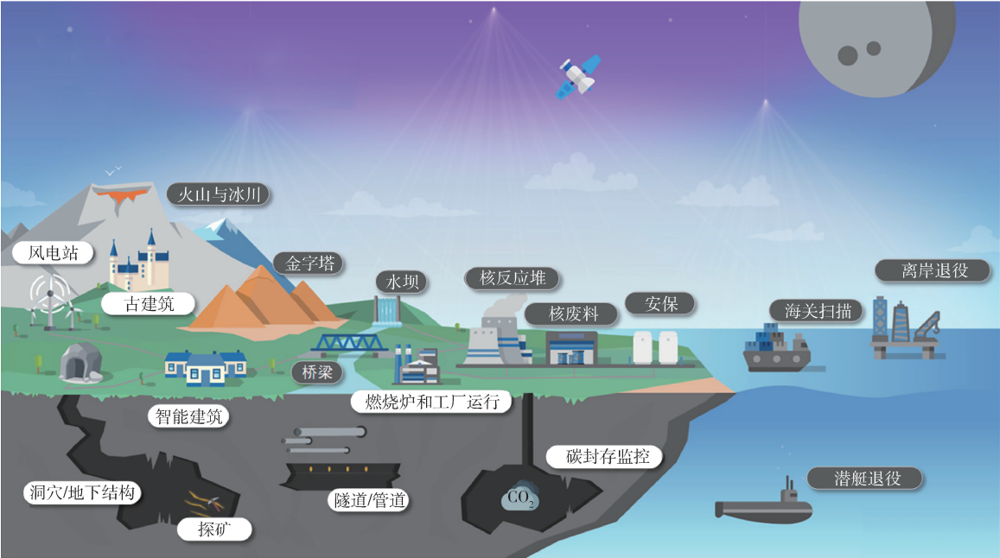 火山与冰川
风电站
金字塔
古建筑
水坝
核反应堆
核废料
安保
离岸退役
海关扫描
桥梁
智能建筑
燃烧炉和工厂运行
碳封存监控
洞穴/地下结构
隧道/管道
CO₂
探矿
潜艇退役